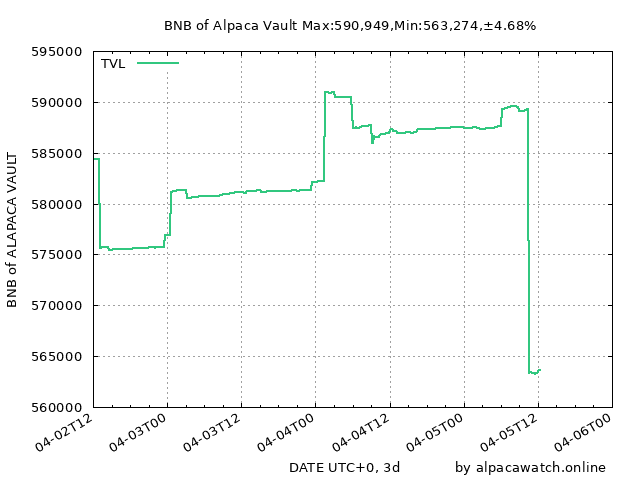 BNB of Alpaca Vault Max:590,949,Min:563,274,±4.68%
TVL
BNB of ALAPACA VAULT
595000
590000
585000
580000
575000
570000
565000
560000
04-02T12
04-03T00
04-03T12
04-04T00
04-04T12
04-05T00
04-05T12
04-06T00
DATE UTC+0, 3d
by alpacawatch.online